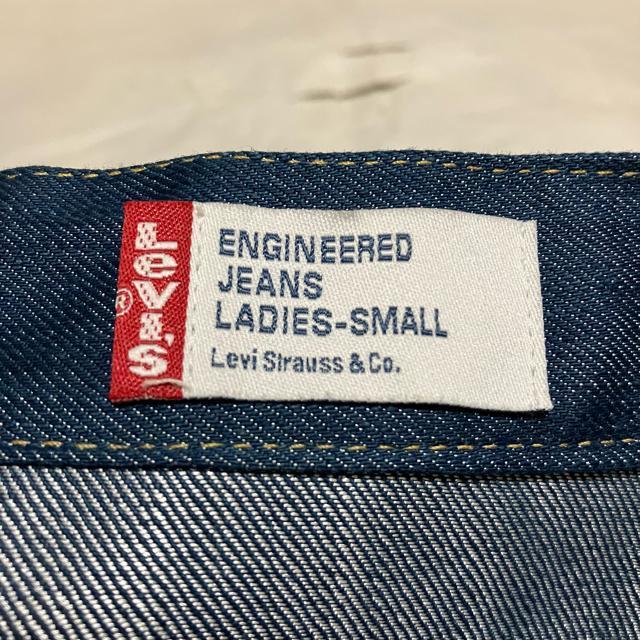 LEVI'S
®
ENGINEERED
JEANS
LADIES-SMALL
Levi Strauss & Co.